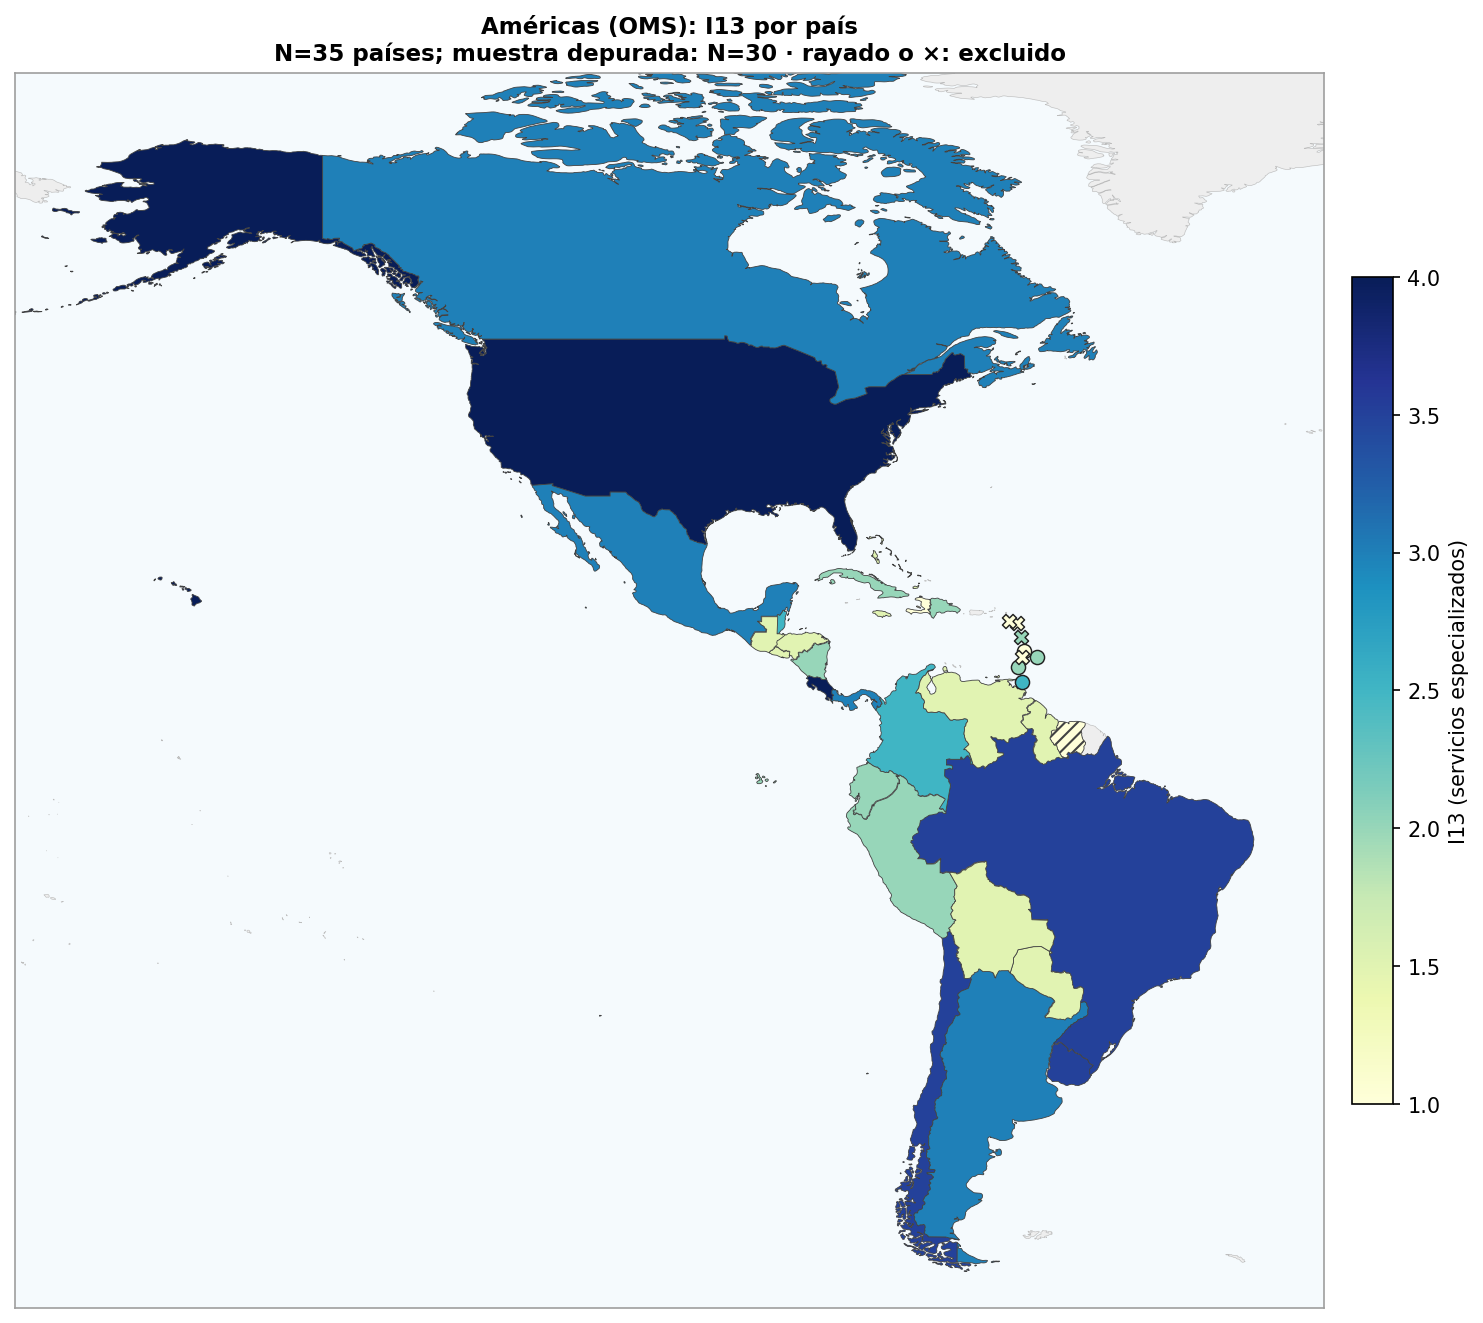 Américas (OMS): I13 por país
N=35 países; muestra depurada: N=30 · rayado o ×: excluido
4.0
3.5
3.0
2.5
2.0
1.5
1.0
I13 (servicios especializados)